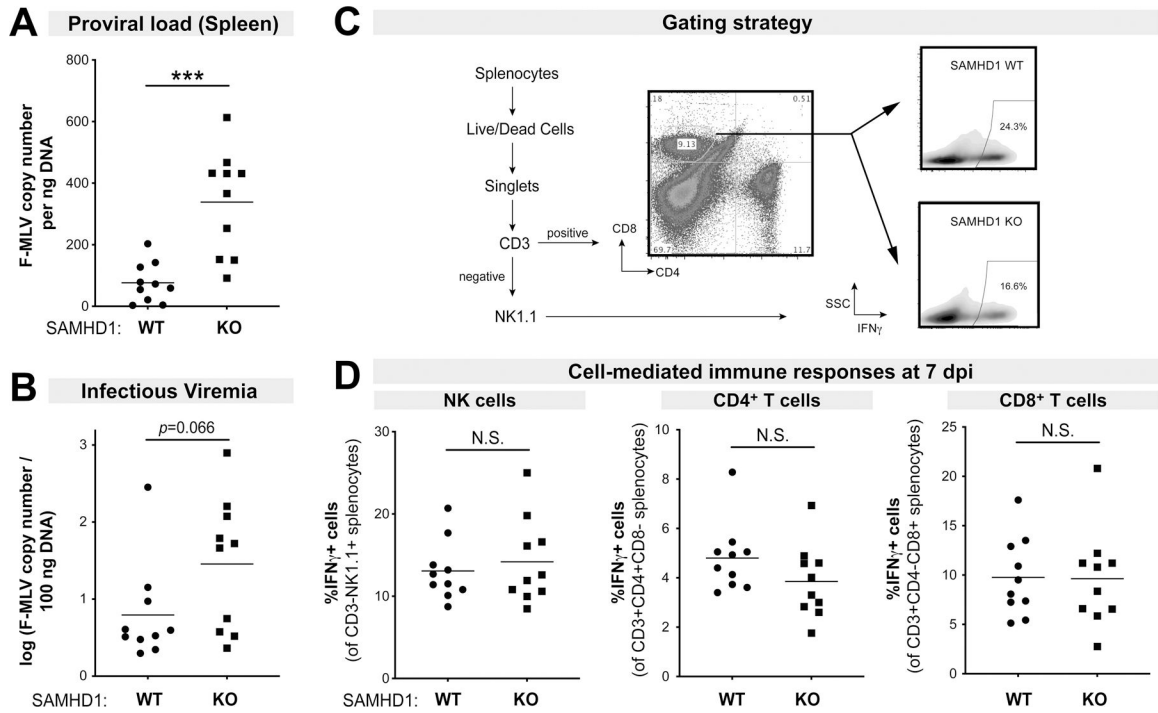 A
Proviral load (Spleen)
F-MLV copy number
per ng DNA
800
600
400
200
0
***
SAMHD1: WT KO
B
Infectious Viremia
log (F-MLV copy number /
100 ng DNA)
3
2
1
0
p=0.066
SAMHD1: WT KO
C
Gating strategy
Splenocytes
Live/Dead Cells
Singlets
CD3
positive
negative
NK1.1
CD8
CD4
18
0.51
9.13
69.7
11.7
SAMHD1 WT
24.3%
SAMHD1 KO
16.6%
SSC
IFNγ
D
Cell-mediated immune responses at 7 dpi
NK cells
%IFNγ+ cells
(of CD3-NK1.1+ splenocytes)
30
20
10
0
N.S.
SAMHD1: WT KO
CD4+ T cells
%IFNγ+ cells
(of CD3+CD4+CD8- splenocytes)
10
8
6
4
2
0
N.S.
WT KO
CD8+ T cells
%IFNγ+ cells
(of CD3+CD4-CD8+ splenocytes)
25
20
15
10
5
0
N.S.
WT KO